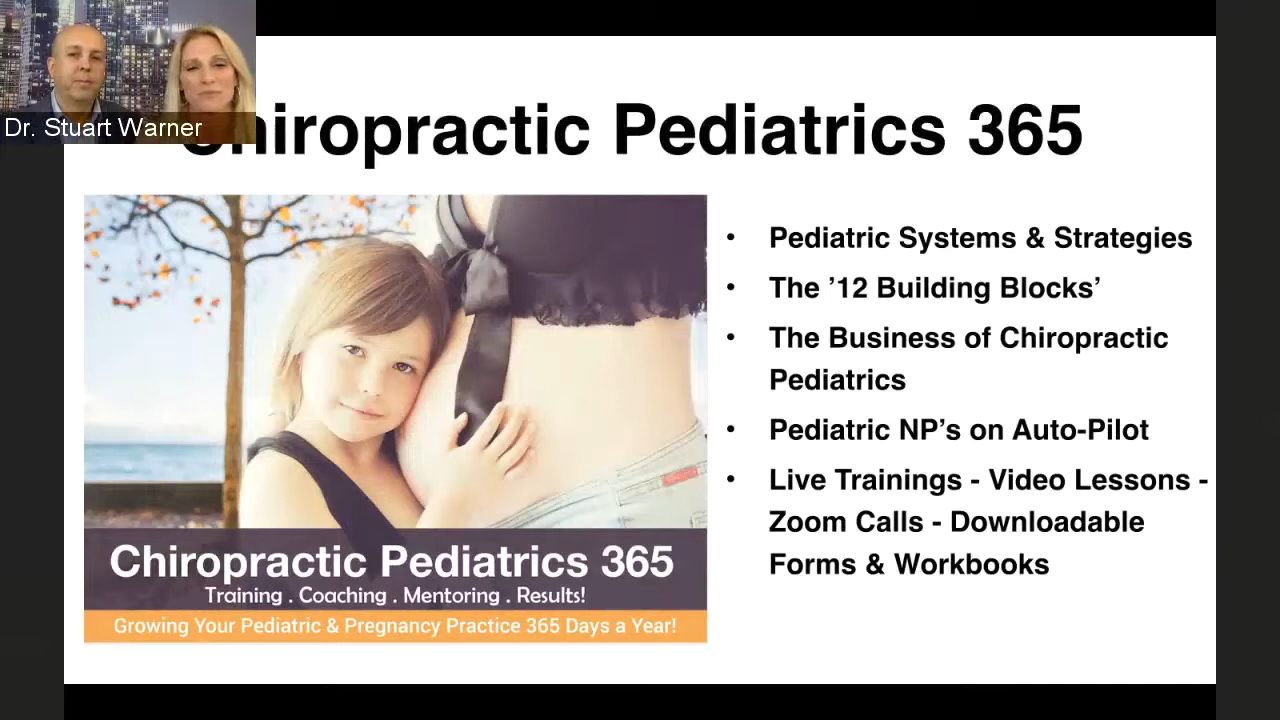 Dr. Stuart Warner
Chiropractic Pediatrics 365
• Pediatric Systems & Strategies
• The ’12 Building Blocks’
• The Business of Chiropractic
Pediatrics
• Pediatric NP’s on Auto-Pilot
• Live Trainings - Video Lessons -
Zoom Calls - Downloadable
Forms & Workbooks
Chiropractic Pediatrics 365
Training . Coaching . Mentoring . Results!
Growing Your Pediatric & Pregnancy Practice 365 Days a Year!